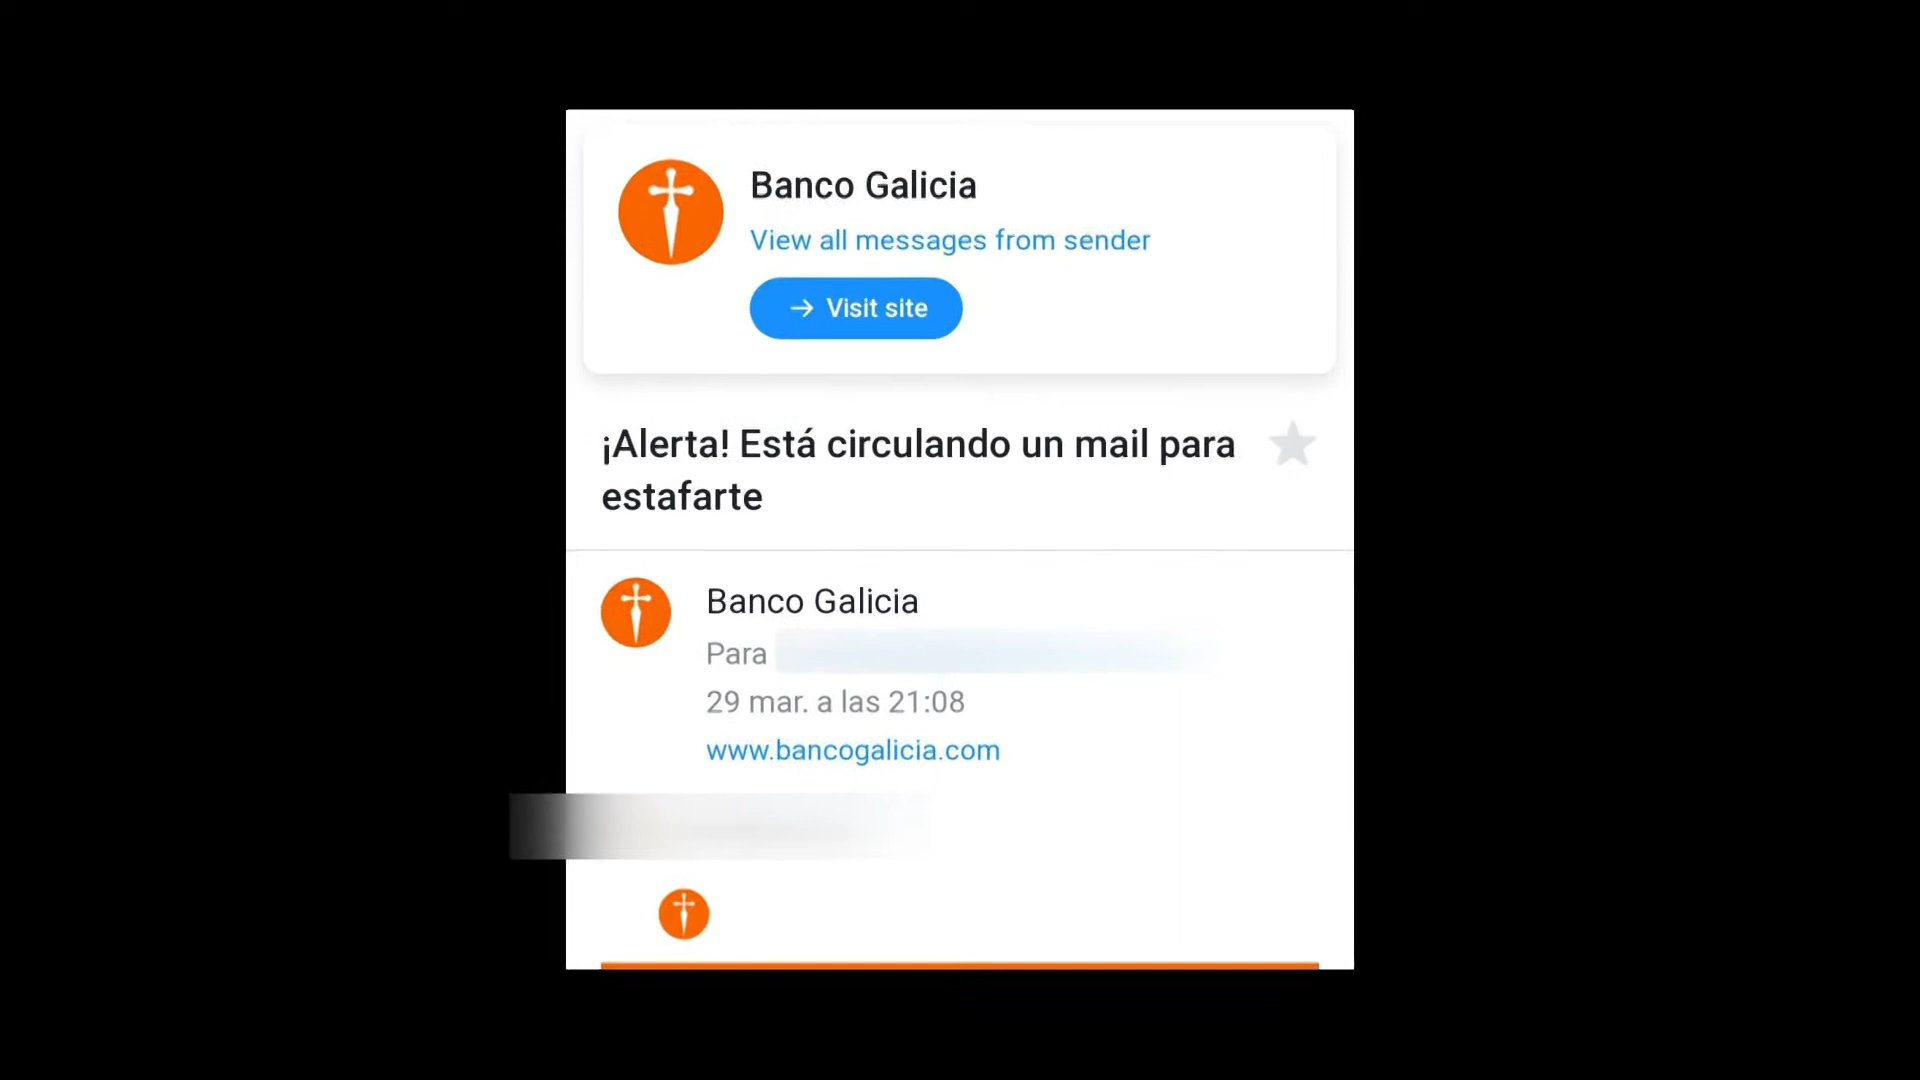 Banco Galicia
View all messages from sender
→ Visit site
¡Alerta! Está circulando un mail para
estafarte
Banco Galicia
Para
29 mar. a las 21:08
www.bancogalicia.com